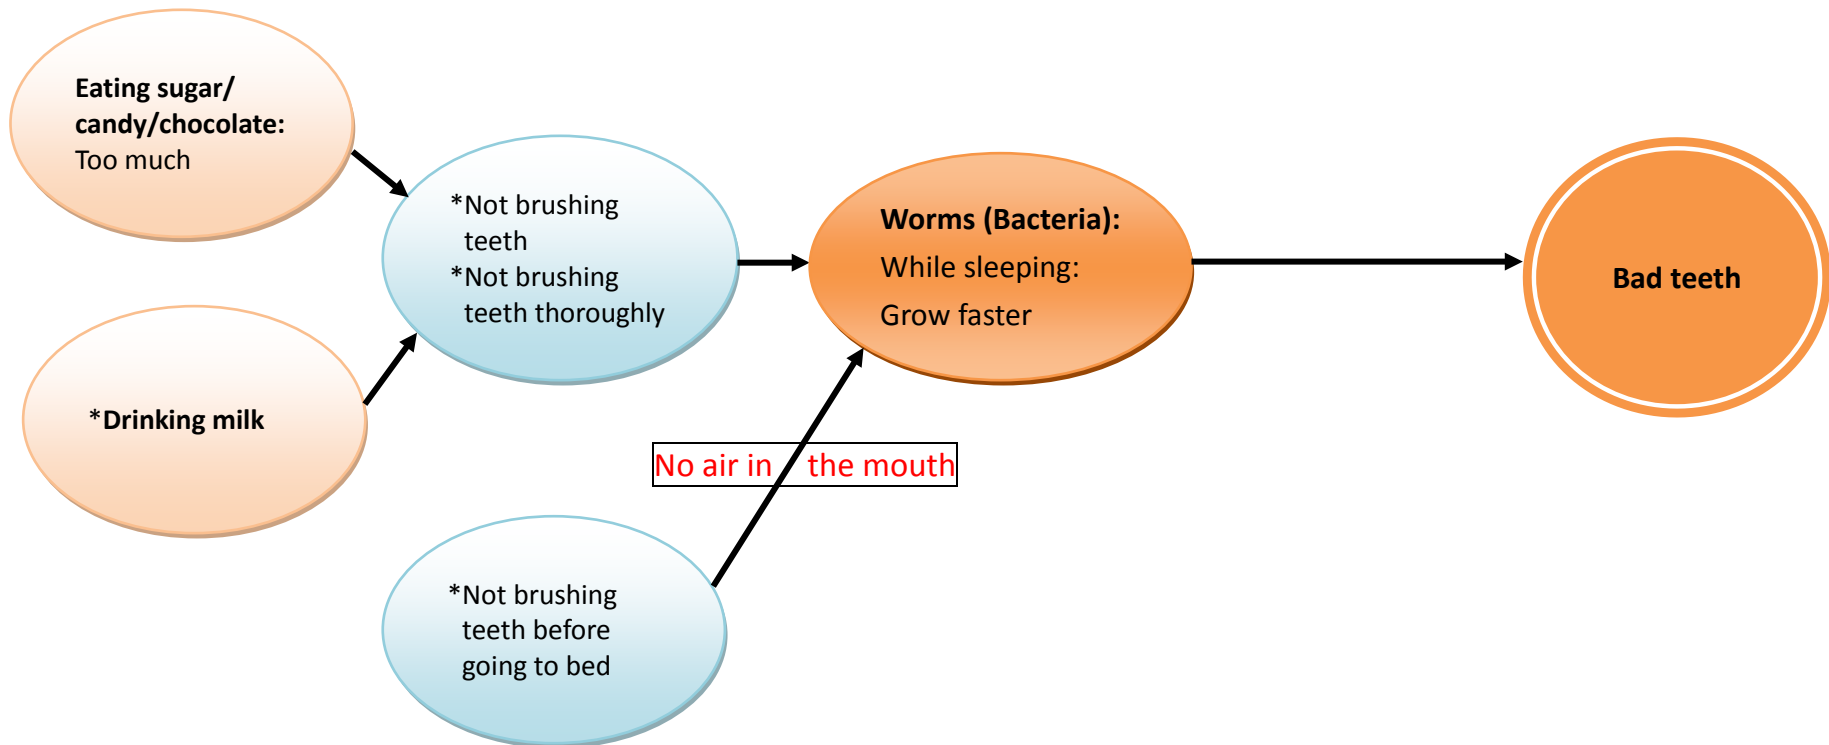 Eating sugar/
candy/chocolate:
Too much
*Not brushing
teeth
*Not brushing
teeth thoroughly
Worms (Bacteria):
While sleeping:
Grow faster
Bad teeth
*Drinking milk
No air in the mouth
*Not brushing
teeth before
going to bed